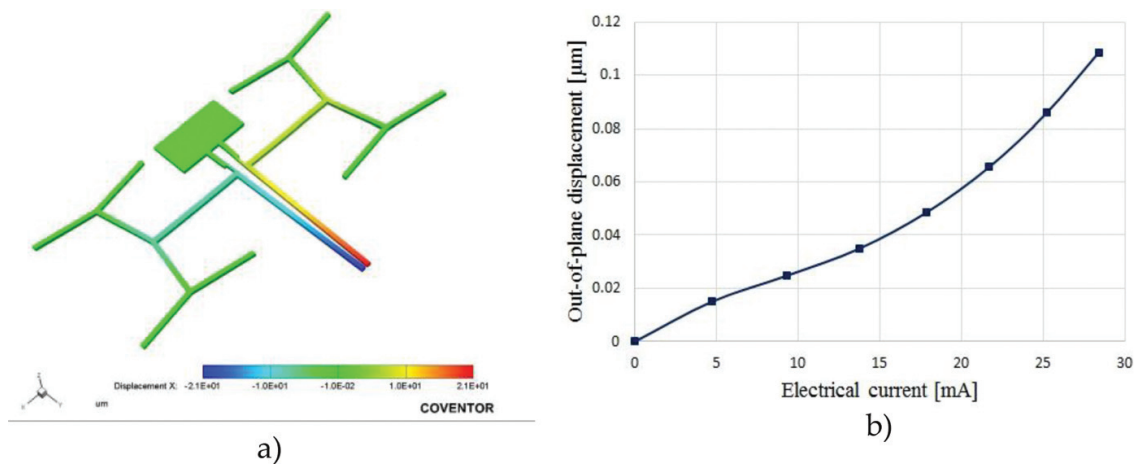 Displacement X: -2.1E+01 -1.0E+01 -1.0E-02 1.0E+01 2.1E+01
um
COVENTOR
Z
X
Y
a)
Out-of-plane displacement [μm]
0.12
0.1
0.08
0.06
0.04
0.02
0
0 5 10 15 20 25 30
Electrical current [mA]
b)